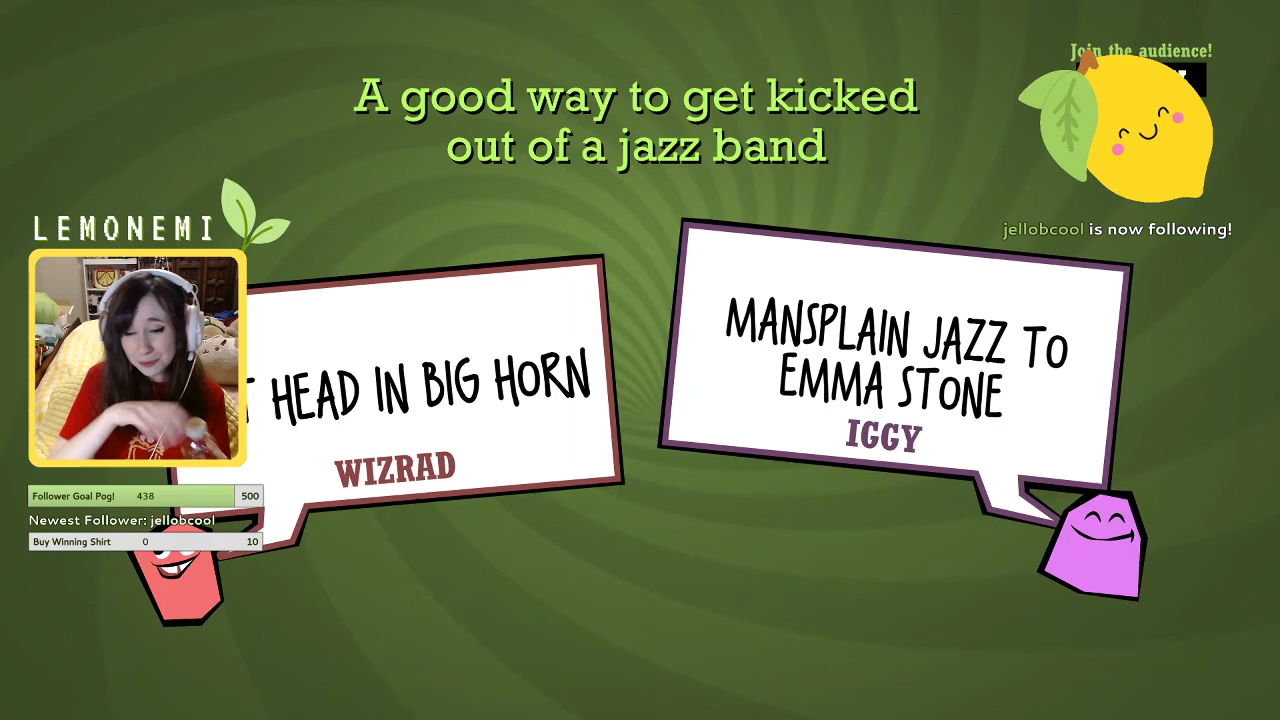 Join the audience!
A good way to get kicked
out of a jazz band
LEMONEMI
jellobcool is now following!
HEAD IN BIG HORN
WIZRAD
MANSPLAIN JAZZ TO
EMMA STONE
IGGY
Follower Goal Pog! 438 500
Newest Follower: jellobcool
Buy Winning Shirt 0 10